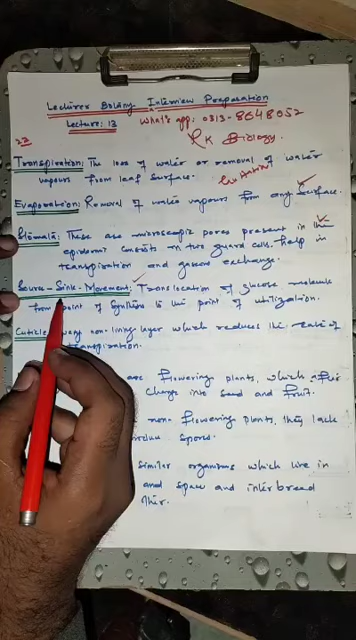 Lecturer Botany Interview Preparation
Lecture: 13 What's app: 0313-8648052
RK Biology.
Transpiration: The loss of water or removal of water
vapours from leaf surface.
Evaporation: Removal of water vapours from any surface.
Stomata: These are microscopic pores present in the
epidermis consists on two guard cells, help in
transpiration and gaseous exchange.
Source-Sink-Movement: Translocation of glucose molecule
from point of synthesis to the point of utilization.
Cuticle: waxy non-living layer which reduces the rate of
transpiration.
are flowering plants, which after
change into seed and fruit.
non flowering plants, they lack
spores.
similar organisms which live in
and space and interbreed